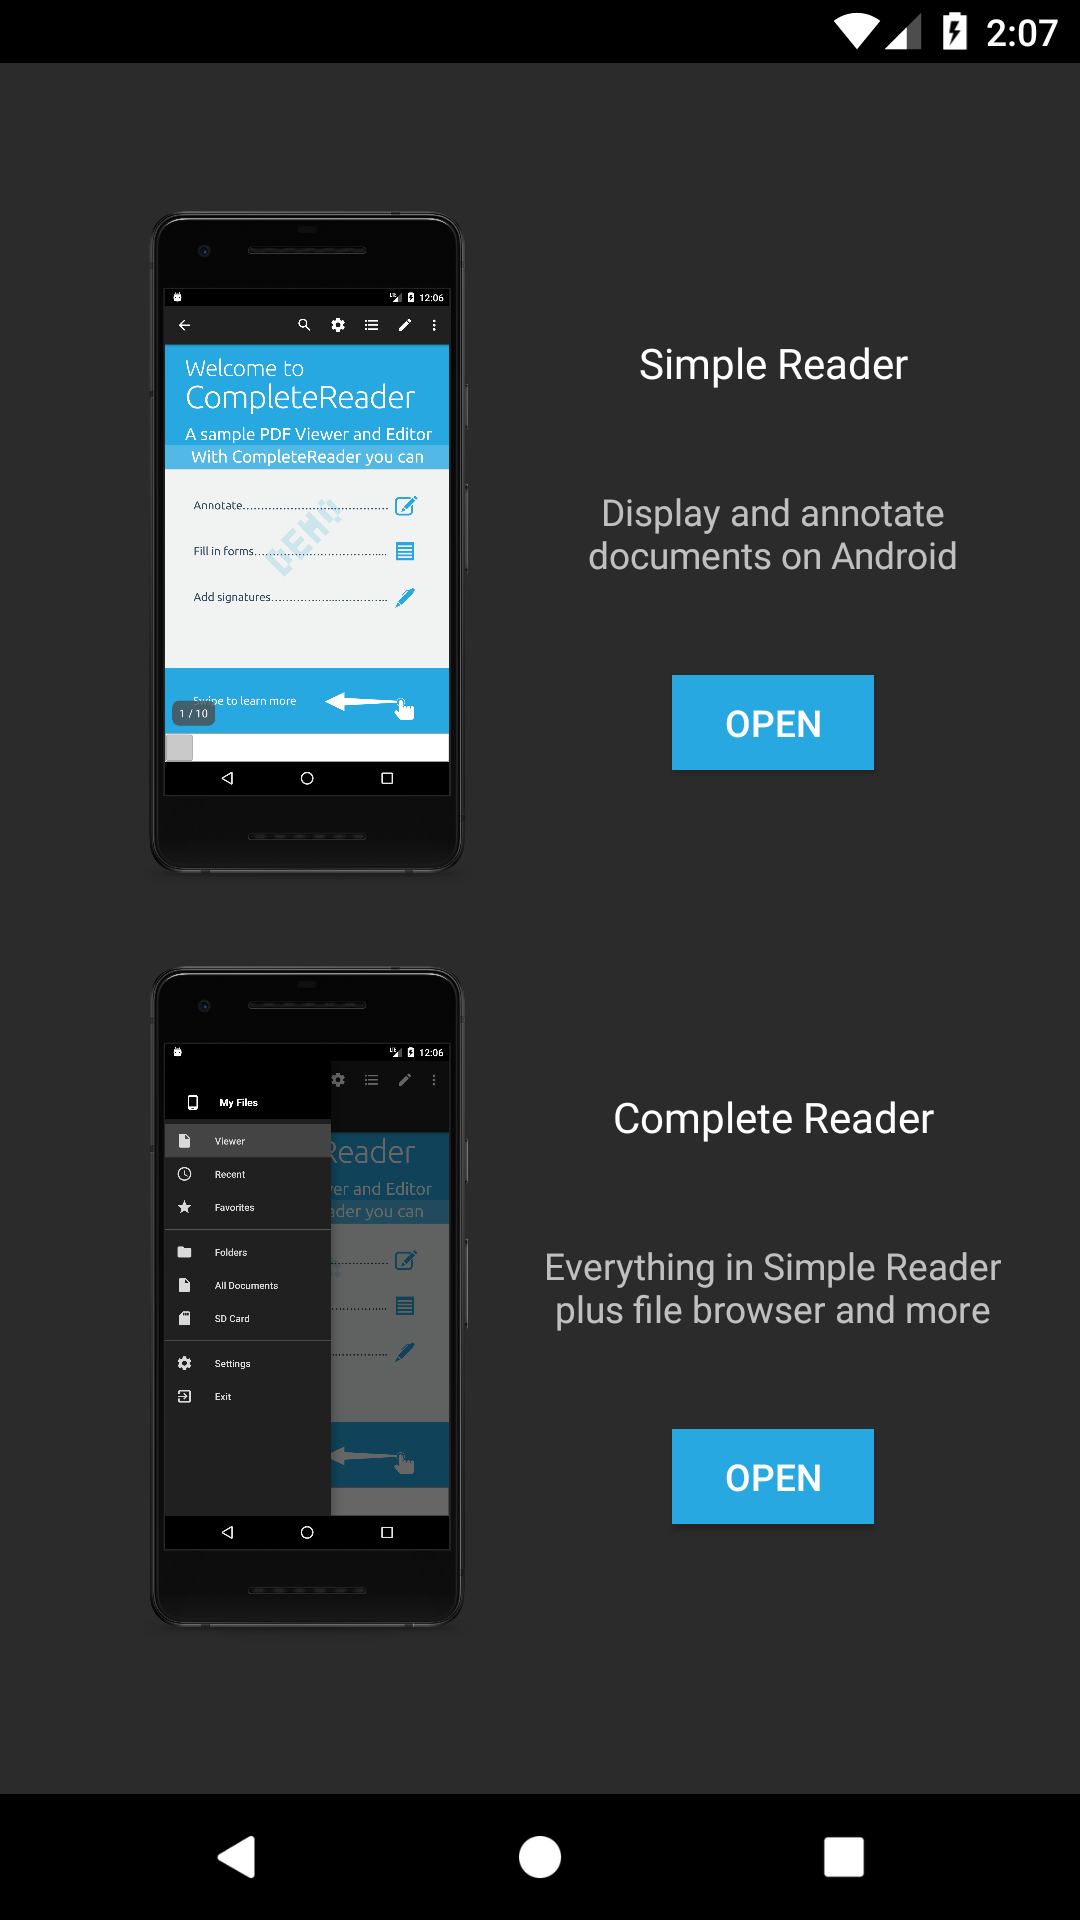 2:07
12:06
Welcome to
CompleteReader
A sample PDF Viewer and Editor
With CompleteReader you can
Annotate
DEMO
Fill in forms
Add signatures
Swipe to learn more
1 / 10
Simple Reader
Display and annotate
documents on Android
OPEN
12:06
My Files
Viewer
Recent
Favorites
Folders
All Documents
SD Card
Settings
Exit
Reader
er and Editor
ader you can
Complete Reader
Everything in Simple Reader
plus file browser and more
OPEN